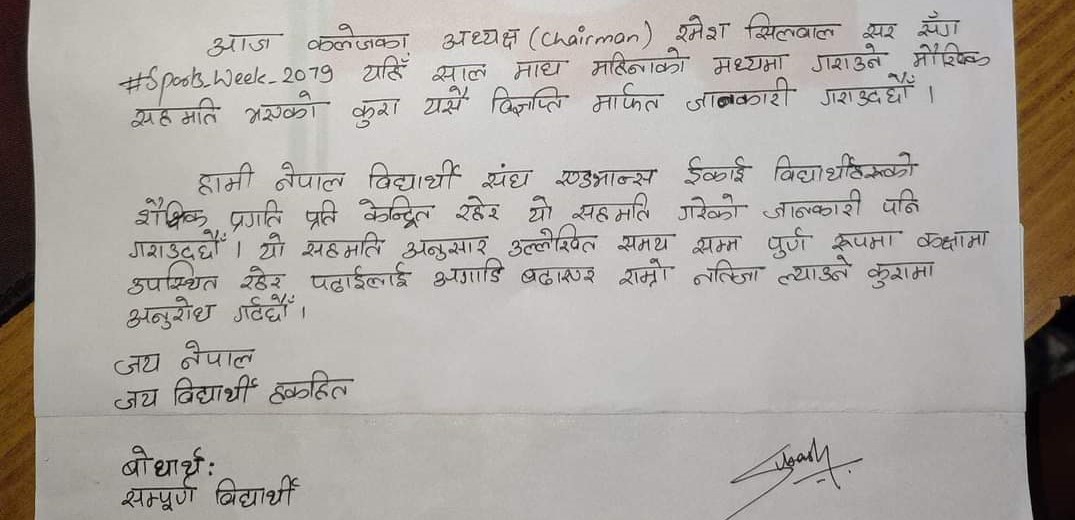 आज कलेजका अध्यक्ष (Chairman) रमेश सिलवाल सर सँग
#Sports_Week_2079 यहि साल माघ महिनाको मध्यमा गराउने मौखिक
सहमति भएको कुरा यसै विज्ञप्ति मार्फत जानकारी गराउदछौँ ।
हामी नेपाल विद्यार्थी संघ एडभान्स ईकाई विद्यार्थीहरुको
शैक्षिक प्रगति प्रति केन्द्रित रहेर यो सहमति गरेको जानकारी पनि
गराउदछौँ । यो सहमति अनुसार उल्लेखित समय सम्म पुर्ण रूपमा कक्षामा
उपस्थित रहेर पढाईलाई अगाडि बढाएर राम्रो नतिजा ल्याउने कुरामा
अनुरोध गर्दछौँ ।
जय नेपाल
जय विद्यार्थी हकहित
बोधार्थ:
सम्पूर्ण विद्यार्थी